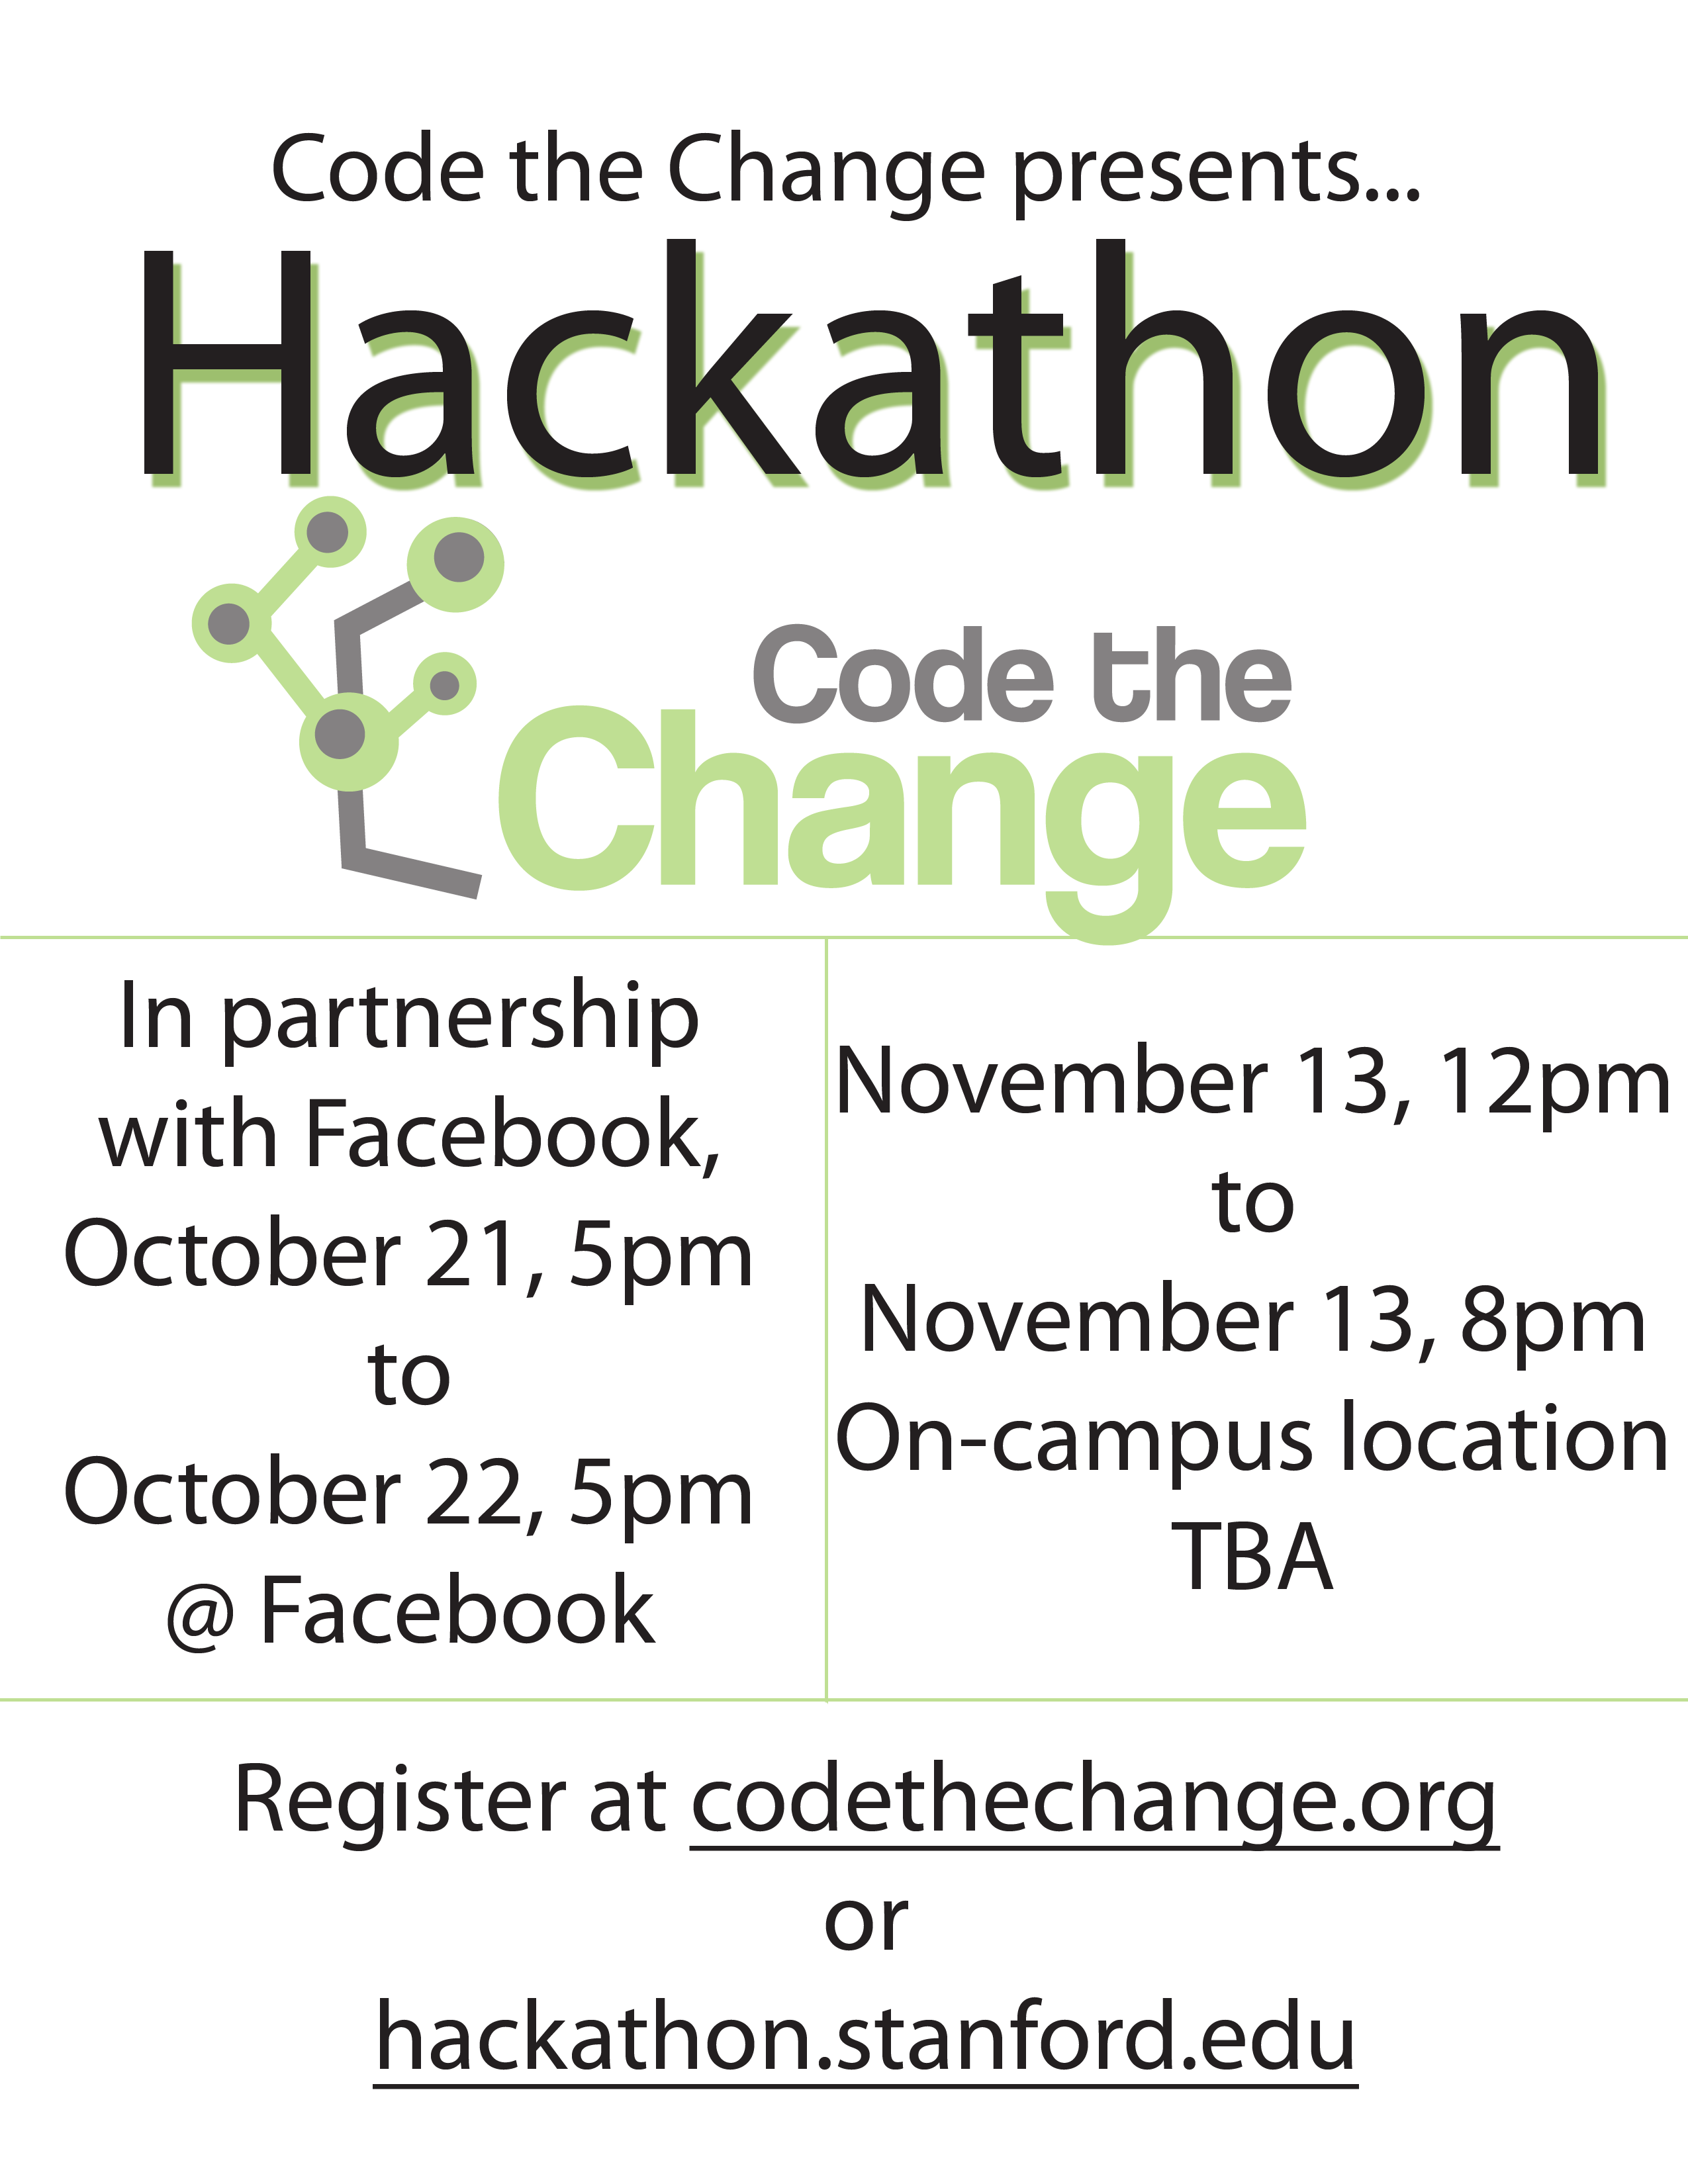 Code the Change presents...
Hackathon
Code the
Change
In partnership
with Facebook,
October 21, 5pm
to
October 22, 5pm
@ Facebook
November 13, 12pm
to
November 13, 8pm
On-campus location
TBA
Register at codethechange.org
or
hackathon.stanford.edu